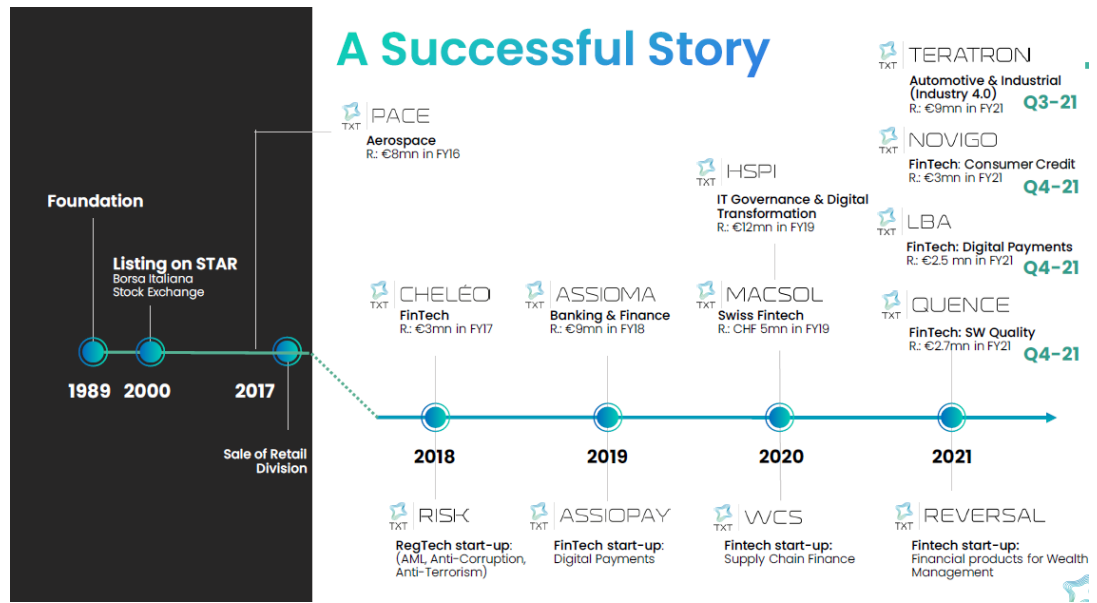 A Successful Story
Foundation
Listing on STAR
Borsa Italiana
Stock Exchange
1989
2000
2017
Sale of Retail
Division
TXT PACE
Aerospace
R.: €8mn in FY16
TXT CHELÉO
FinTech
R.: €3mn in FY17
TXT ASSIOMA
Banking & Finance
R.: €9mn in FY18
TXT HSPI
IT Governance & Digital
Transformation
R.: €12mn in FY19
TXT MACSOL
Swiss Fintech
R.: CHF 5mn in FY19
TXT TERATRON
Automotive & Industrial
(Industry 4.0)
R.: €9mn in FY21
Q3-21
TXT NOVIGO
FinTech: Consumer Credit
R.: €3mn in FY21
Q4-21
TXT LBA
FinTech: Digital Payments
R.: €2.5 mn in FY21
Q4-21
TXT QUENCE
FinTech: SW Quality
R.: €2.7mn in FY21
Q4-21
2018
2019
2020
2021
TXT RISK
RegTech start-up:
(AML, Anti-Corruption,
Anti-Terrorism)
TXT ASSIOPAY
FinTech start-up:
Digital Payments
TXT WCS
Fintech start-up:
Supply Chain Finance
TXT REVERSAL
Fintech start-up:
Financial products for Wealth
Management